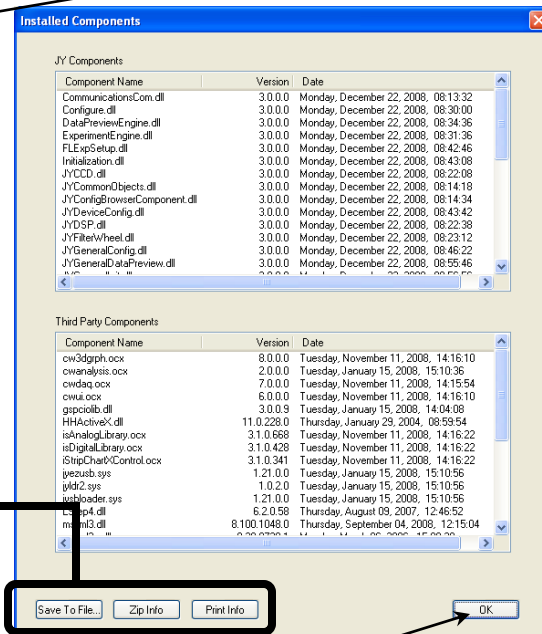 Installed Components
JY Components
Component Name Version Date
CommunicationsCom.dll 3.0.0.0 Monday, December 22, 2008, 08:13:32
Configure.dll 3.0.0.0 Monday, December 22, 2008, 08:30:00
DataPreviewEngine.dll 3.0.0.0 Monday, December 22, 2008, 08:34:36
ExperimentEngine.dll 3.0.0.0 Monday, December 22, 2008, 08:31:36
FLExpSetup.dll 3.0.0.0 Monday, December 22, 2008, 08:42:46
Initialization.dll 3.0.0.0 Monday, December 22, 2008, 08:43:08
JYCCD.dll 3.0.0.0 Monday, December 22, 2008, 08:22:08
JYCommonObjects.dll 3.0.0.0 Monday, December 22, 2008, 08:14:18
JYConfigBrowserComponent.dll 3.0.0.0 Monday, December 22, 2008, 08:14:34
JYDeviceConfig.dll 3.0.0.0 Monday, December 22, 2008, 08:43:42
JYDSP.dll 3.0.0.0 Monday, December 22, 2008, 08:22:38
JYFilterWheel.dll 3.0.0.0 Monday, December 22, 2008, 08:23:12
JYGeneralConfig.dll 3.0.0.0 Monday, December 22, 2008, 08:46:22
JYGeneralDataPreview.dll 3.0.0.0 Monday, December 22, 2008, 08:55:46
Third Party Components
Component Name Version Date
cw3dgrph.ocx 8.0.0.0 Tuesday, November 11, 2008, 14:16:10
cwanalysis.ocx 2.0.0.0 Tuesday, January 15, 2008, 15:10:36
cwdaq.ocx 7.0.0.0 Tuesday, November 11, 2008, 14:15:54
cwui.ocx 6.0.0.0 Tuesday, November 11, 2008, 14:16:10
gspciolib.dll 3.0.0.9 Tuesday, January 15, 2008, 14:04:08
HHActiveX.dll 11.0.228.0 Thursday, January 29, 2004, 08:59:54
isAnalogLibrary.ocx 3.1.0.668 Tuesday, November 11, 2008, 14:16:22
isDigitalLibrary.ocx 3.1.0.428 Tuesday, November 11, 2008, 14:16:22
iStripChartXControl.ocx 3.1.0.341 Tuesday, November 11, 2008, 14:16:22
jyezusb.sys 1.21.0.0 Tuesday, January 15, 2008, 15:10:56
jyldr2.sys 1.0.2.0 Tuesday, January 15, 2008, 15:10:56
jysbloader.sys 1.21.0.0 Tuesday, January 15, 2008, 15:10:56
6.2.0.58 Thursday, August 09, 2007, 12:46:52
8.100.1048.0 Thursday, September 04, 2008, 12:15:04
Save To File... Zip Info Print Info OK